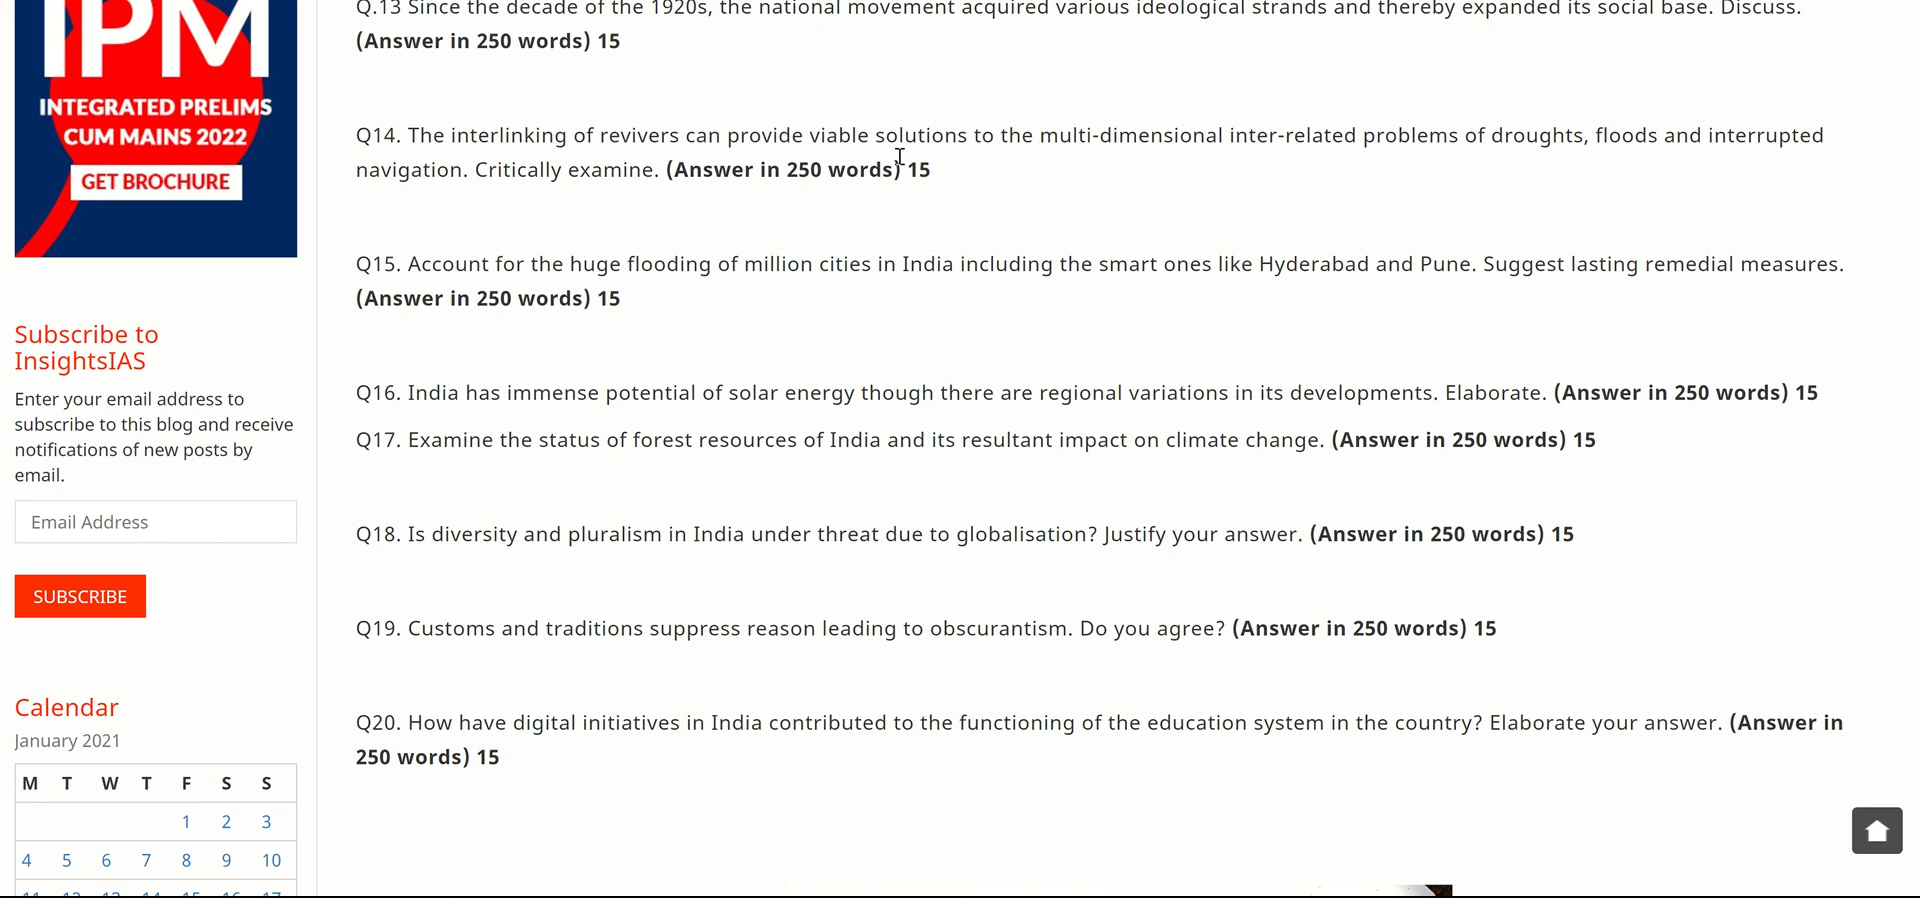 IPM
INTEGRATED PRELIMS
CUM MAINS 2022
GET BROCHURE
Subscribe to
InsightsIAS
Enter your email address to
subscribe to this blog and receive
notifications of new posts by
email.
Email Address
SUBSCRIBE
Calendar
January 2021
M T W T F S S
1 2 3
4 5 6 7 8 9 10
11 12 13 14 15 16 17
Q.13 Since the decade of the 1920s, the national movement acquired various ideological strands and thereby expanded its social base. Discuss.
(Answer in 250 words) 15
Q14. The interlinking of revivers can provide viable solutions to the multi-dimensional inter-related problems of droughts, floods and interrupted
navigation. Critically examine. (Answer in 250 words) 15
Q15. Account for the huge flooding of million cities in India including the smart ones like Hyderabad and Pune. Suggest lasting remedial measures.
(Answer in 250 words) 15
Q16. India has immense potential of solar energy though there are regional variations in its developments. Elaborate. (Answer in 250 words) 15
Q17. Examine the status of forest resources of India and its resultant impact on climate change. (Answer in 250 words) 15
Q18. Is diversity and pluralism in India under threat due to globalisation? Justify your answer. (Answer in 250 words) 15
Q19. Customs and traditions suppress reason leading to obscurantism. Do you agree? (Answer in 250 words) 15
Q20. How have digital initiatives in India contributed to the functioning of the education system in the country? Elaborate your answer. (Answer in
250 words) 15